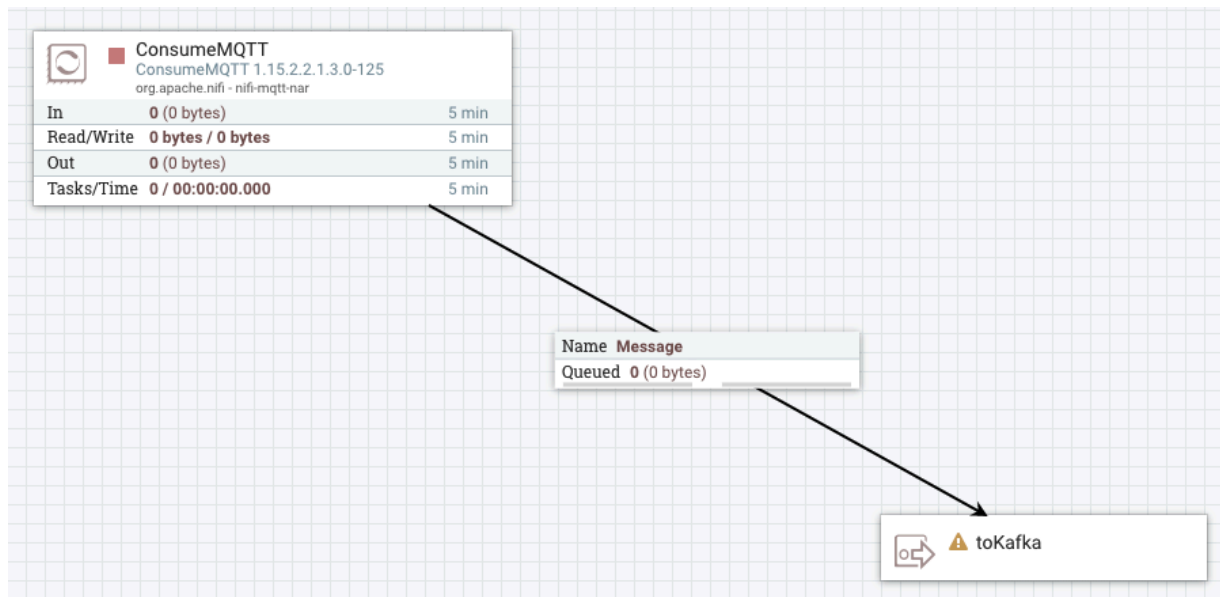 ConsumeMQTT
ConsumeMQTT 1.15.2.2.1.3.0-125
org.apache.nifi - nifi-mqtt-nar
In 0 (0 bytes) 5 min
Read/Write 0 bytes / 0 bytes 5 min
Out 0 (0 bytes) 5 min
Tasks/Time 0 / 00:00:00.000 5 min
Name Message
Queued 0 (0 bytes)
toKafka